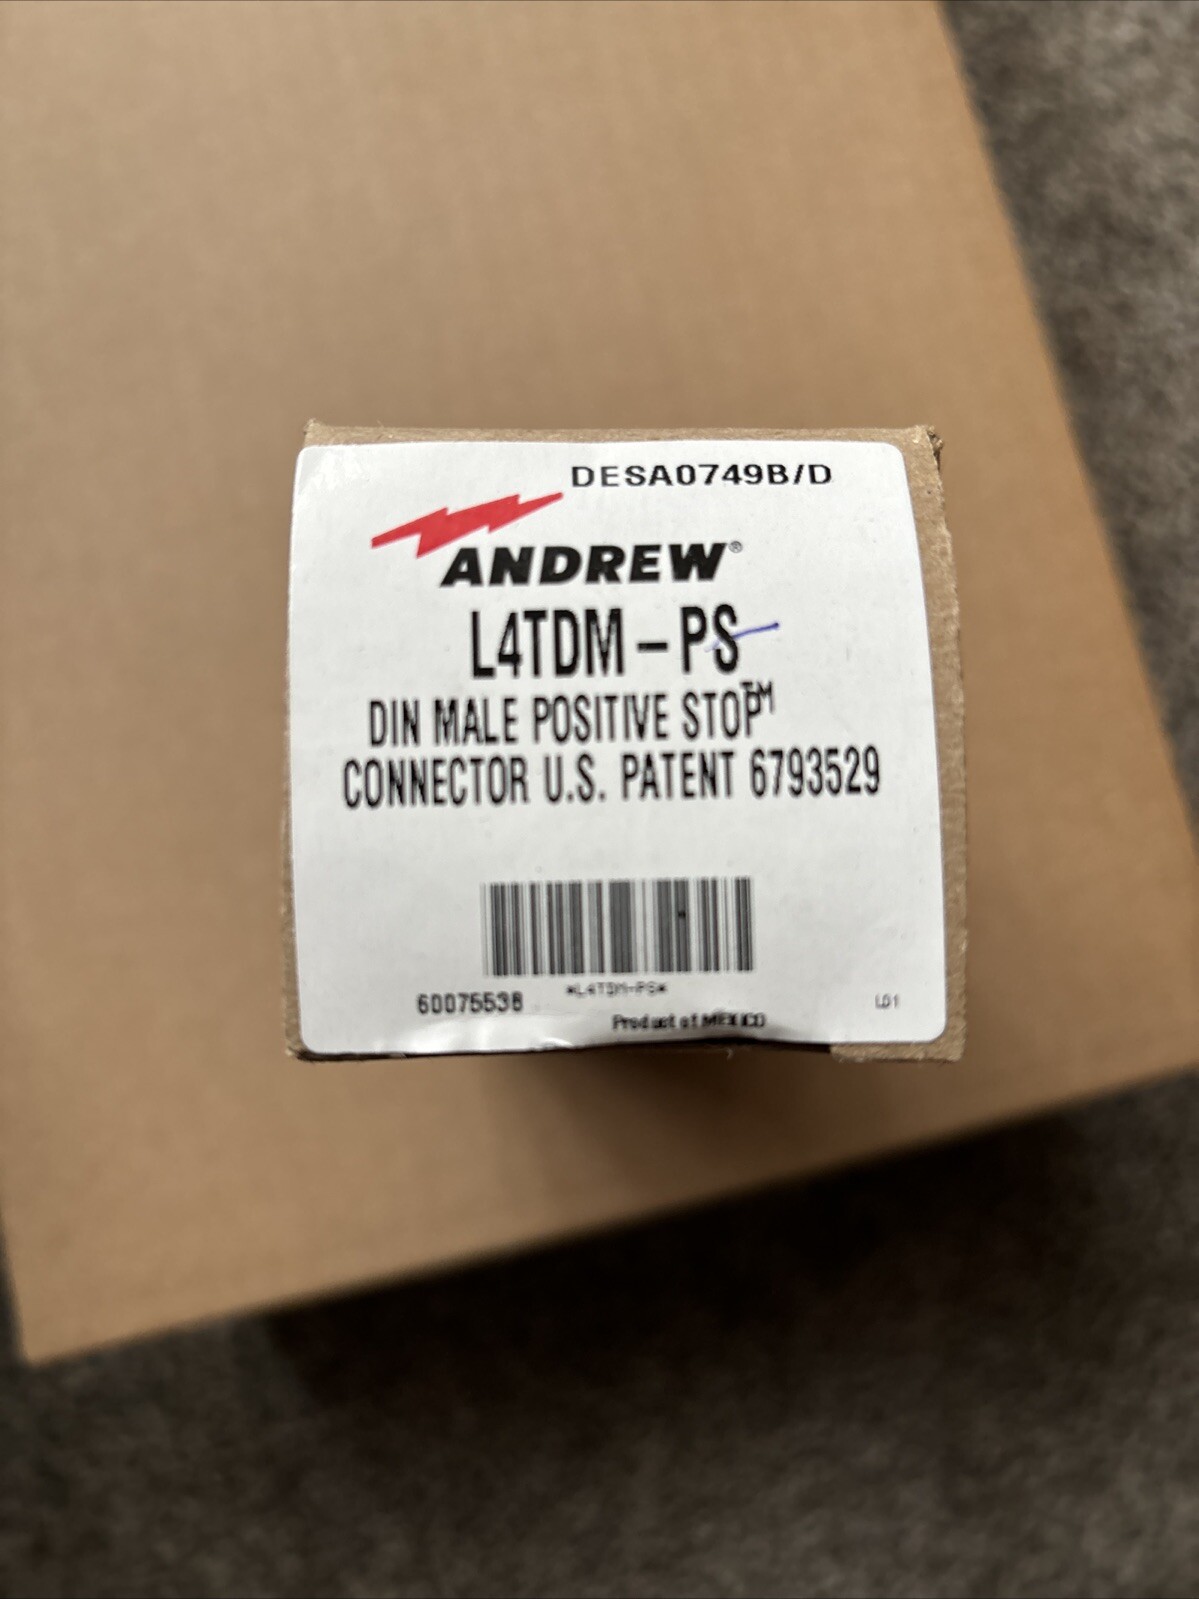 DESA0749B/D
ANDREW®
L4TDM-PS
DIN MALE POSITIVE STOP™
CONNECTOR U.S. PATENT 6793529
*L4TDM-PS*
60075538
L01
Product of MEXICO